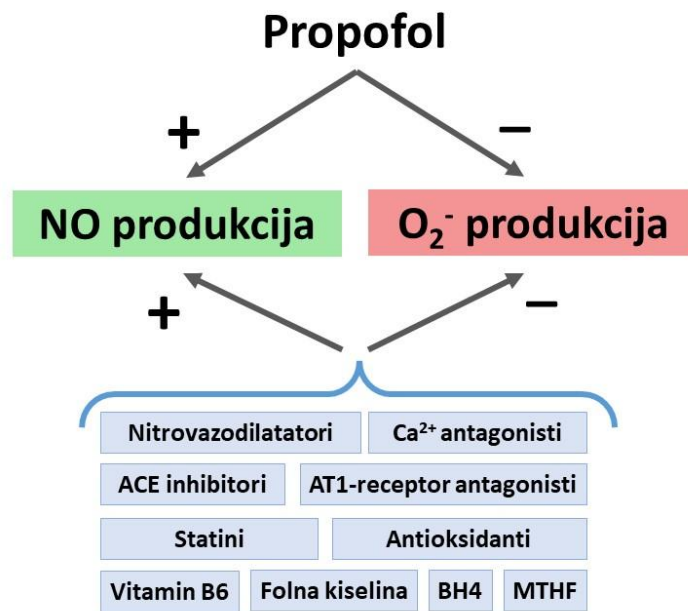 Propofol
+ −
NO produkcija O₂⁻ produkcija
+ −
Nitrovazodilatatori Ca²⁺ antagonisti
ACE inhibitori AT1-receptor antagonisti
Statini Antioksidanti
Vitamin B6 Folna kiselina BH4 MTHF